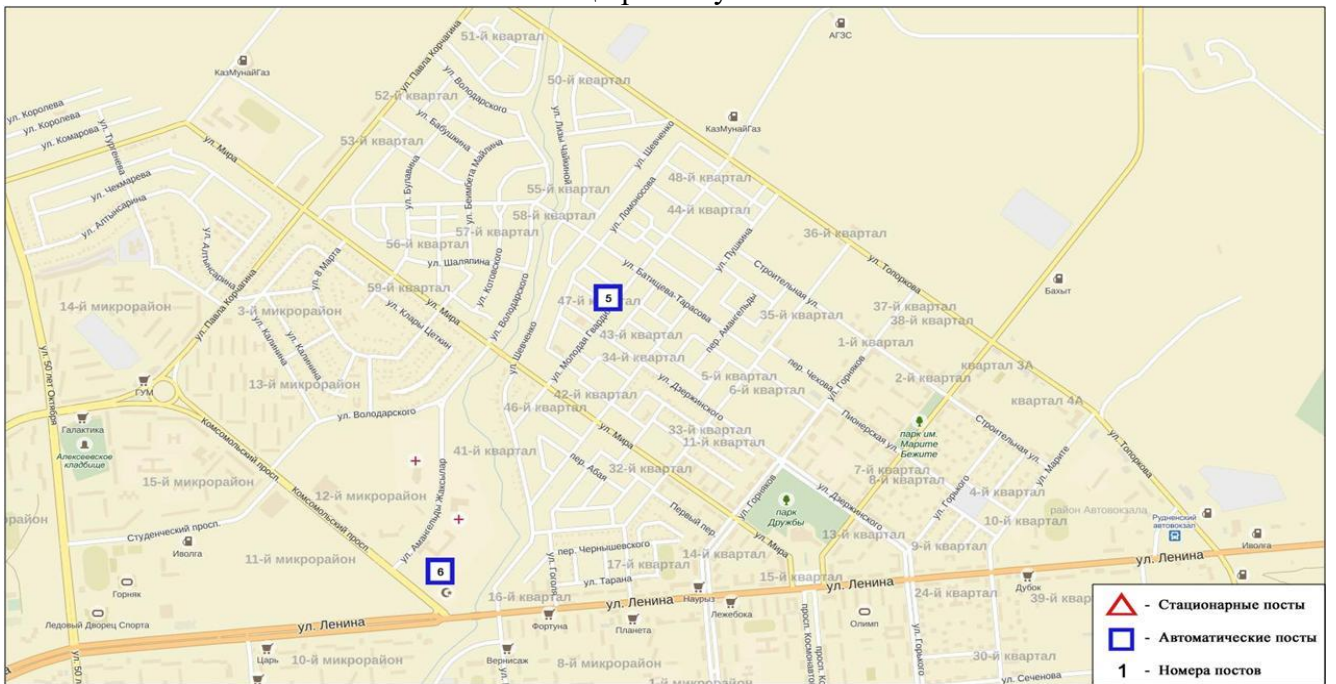 51-й квартал
АГЗС
КазМунайГаз
ул. Павла Корчагина
50-й квартал
52-й квартал
ул. Володарского
ул. Королева
ул. Королева
ул. Комарова
ул. Тургенева
ул. Мира
53-й квартал
ул. Бабушкина
ул. Лизы Чайкиной
ул. Шевченко
КазМунайГаз
ул. Булавина
ул. Беимбета Майлина
ул. Чекмарева
ул. Алтынсарина
55-й квартал
48-й квартал
ул. Ломоносова
44-й квартал
58-й квартал
57-й квартал
36-й квартал
ул. Топоркова
56-й квартал
ул. Алтынсарина
ул. 8 Марта
ул. Шаляпина
ул. Котовского
ул. Пушкина
Строительная ул.
ул. Батищева-Тарасова
Бахыт
59-й квартал
ул. Володарского
47-й квартал
5
14-й микрорайон
ул. Павла Корчагина
3-й микрорайон
ул. Клары Цеткин
ул. Мира
37-й квартал
38-й квартал
35-й квартал
ул. Калинина
ул. Калинина
ул. Шевченко
ул. Молодая Гвардия
43-й квартал
пер. Амангельды
1-й квартал
34-й квартал
ул. 50 лет Октября
13-й микрорайон
5-й квартал
6-й квартал
пер. Чехова
ул. Горняков
2-й квартал
квартал 3А
ГУМ
42-й квартал
46-й квартал
ул. Дзержинского
квартал 4А
ул. Володарского
Галактика
Алексеевское
кладбище
Комсомольский просп.
33-й квартал
11-й квартал
ул. Мира
Пионерская ул.
парк им.
Марите
Бежите
Строительная ул.
ул. Топоркова
41-й квартал
пер. Абая
32-й квартал
7-й квартал
8-й квартал
ул. Марите
15-й микрорайон
12-й микрорайон
Комсомольский просп.
ул. Амангельды Жаксылар
ул. Горняков
парк
Дружбы
ул. Дзержинского
ул. Горького
4-й квартал
10-й квартал
район Автовокзала
Рудненский
автовокзал
Студенческий просп.
Иволга
Первый пер.
ул. Мира
13-й квартал
9-й квартал
Иволга
11-й микрорайон
6
пер. Чернышевского
14-й квартал
ул. Гоголя
17-й квартал
ул. Тарана
15-й квартал
ул. Ленина
ул. Ленина
Горняк
16-й квартал
ул. Ленина
Наурыз
Лежебока
24-й квартал
Дубок
Ледовый Дворец Спорта
ул. Ленина
Фортуна
Планета
Олимп
Царь
10-й микрорайон
Вернисаж
8-й микрорайон
просп. Космонавтов
ул. Горького
30-й квартал
ул. Сеченова
- Стационарные посты
- Автоматические посты
1 - Номера постов